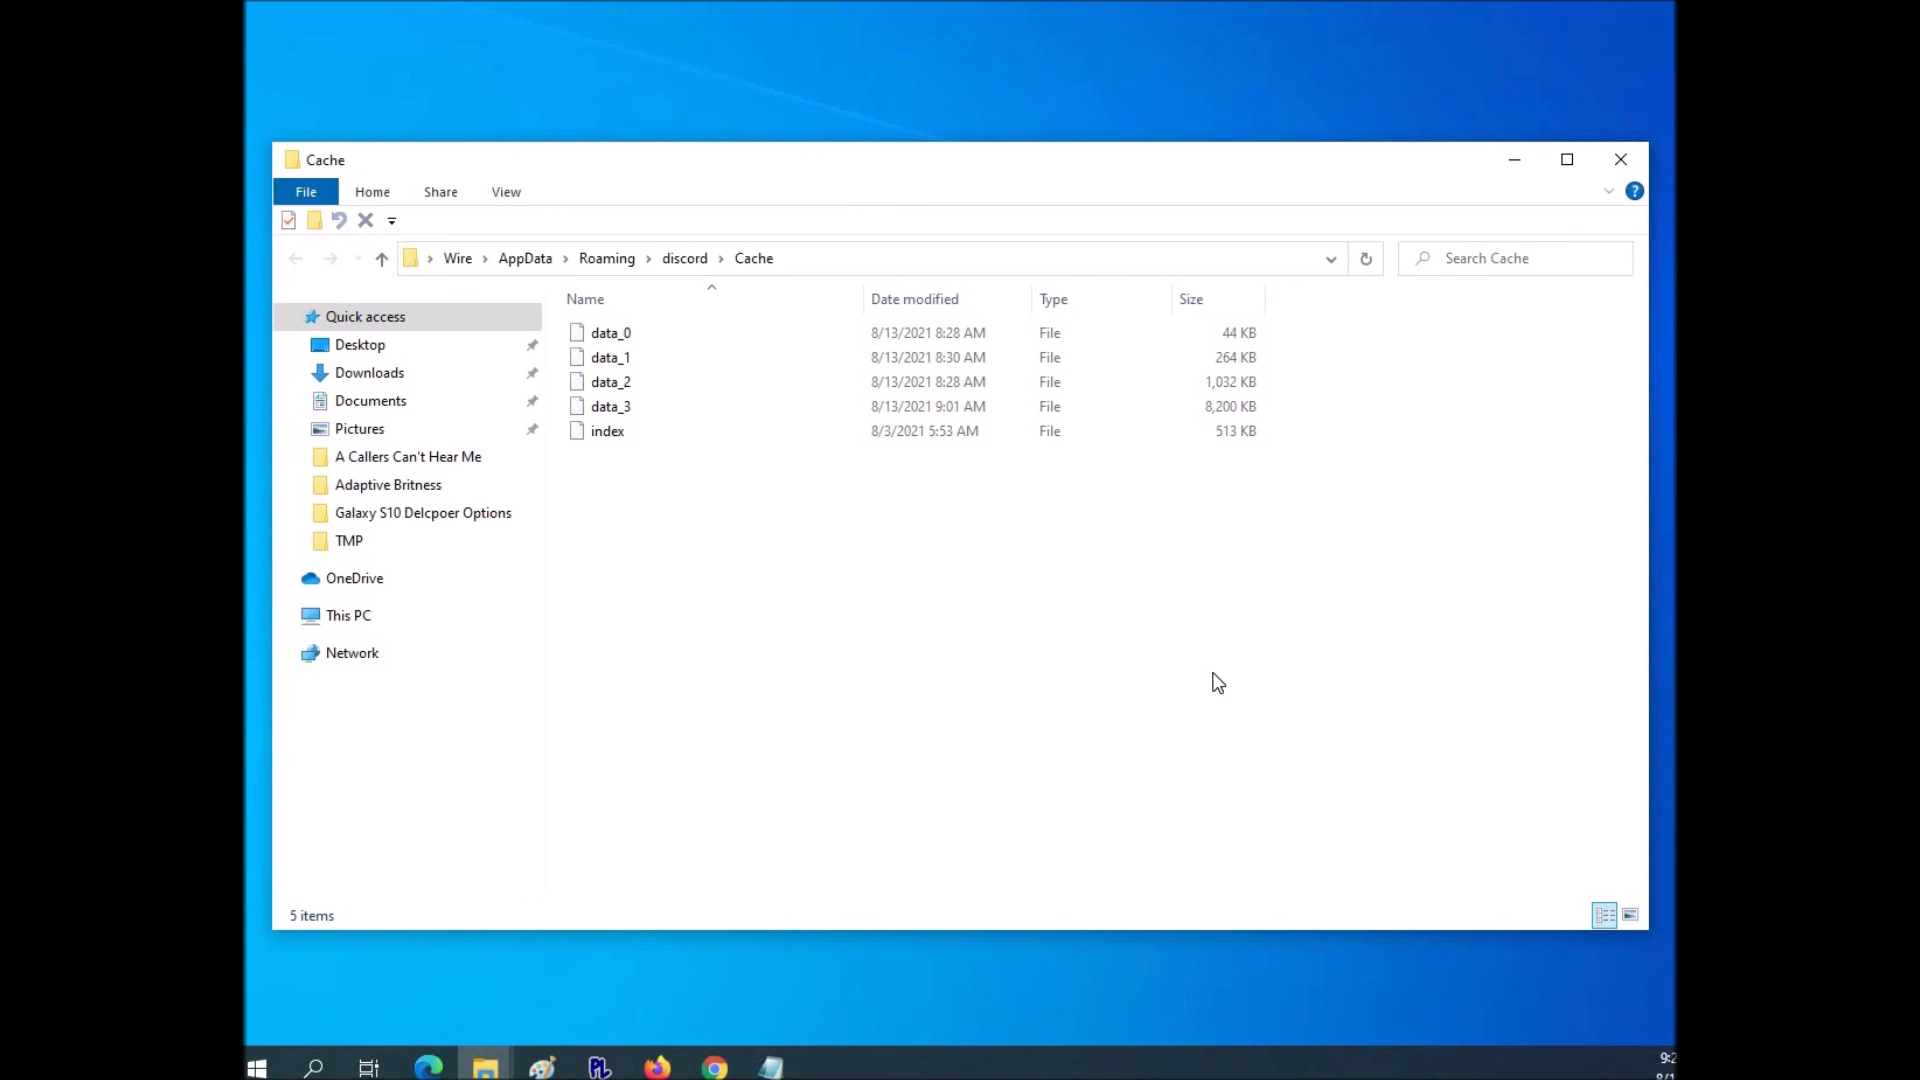 Cache
File Home Share View
Wire AppData Roaming discord Cache Search Cache
Name Date modified Type Size
Quick access
data_0 8/13/2021 8:28 AM File 44 KB
Desktop
data_1 8/13/2021 8:30 AM File 264 KB
Downloads
data_2 8/13/2021 8:28 AM File 1,032 KB
Documents
data_3 8/13/2021 9:01 AM File 8,200 KB
Pictures
index 8/3/2021 5:53 AM File 513 KB
A Callers Can't Hear Me
Adaptive Britness
Galaxy S10 Delcpoer Options
TMP
OneDrive
This PC
Network
5 items
PL